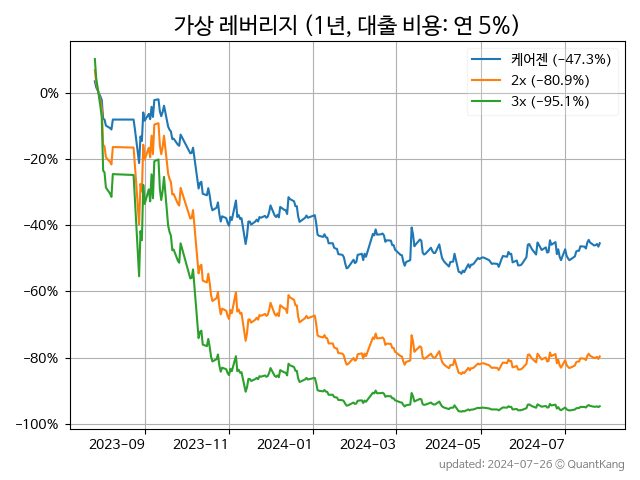 가상 레버리지 (1년, 대출 비용: 연 5%)
케어젠 (−47.3%)
2x (−80.9%)
3x (−95.1%)
0%
−20%
−40%
−60%
−80%
−100%
2023-09 2023-11 2024-01 2024-03 2024-05 2024-07
updated: 2024-07-26 © QuantKang